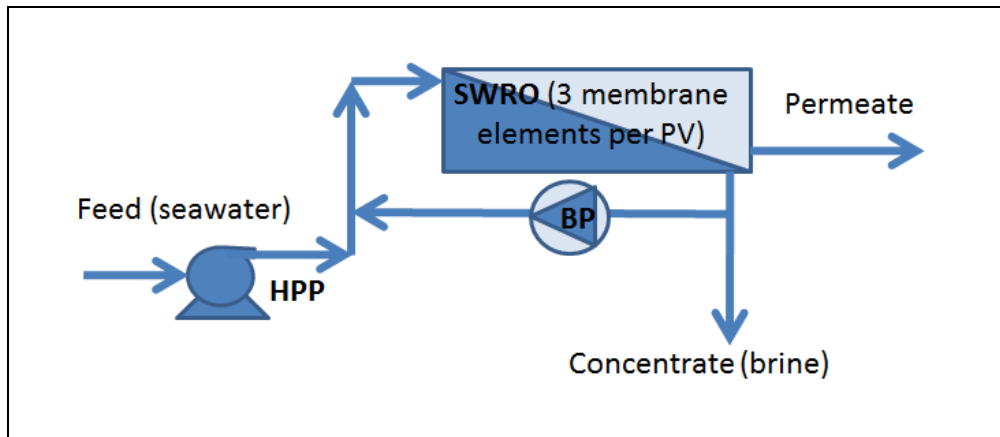 SWRO (3 membrane
elements per PV)
Permeate
Feed (seawater)
BP
HPP
Concentrate (brine)